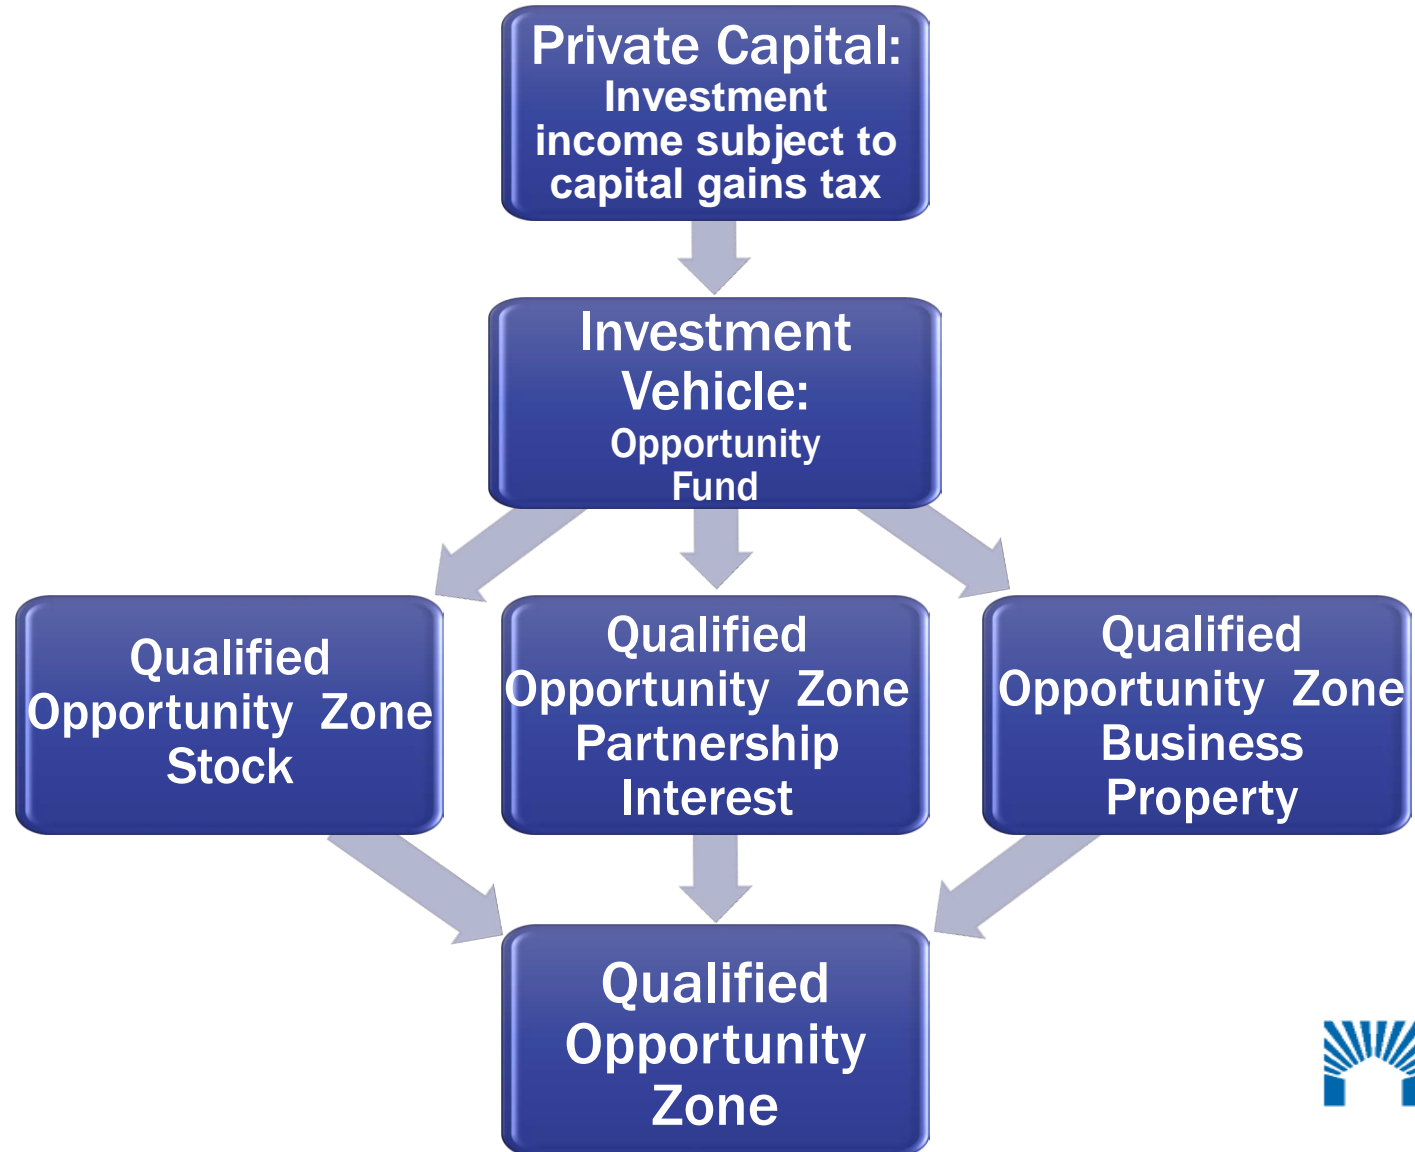 Private Capital:
Investment
income subject to
capital gains tax
Investment
Vehicle:
Opportunity
Fund
Qualified
Opportunity Zone
Stock
Qualified
Opportunity Zone
Partnership
Interest
Qualified
Opportunity Zone
Business
Property
Qualified
Opportunity
Zone